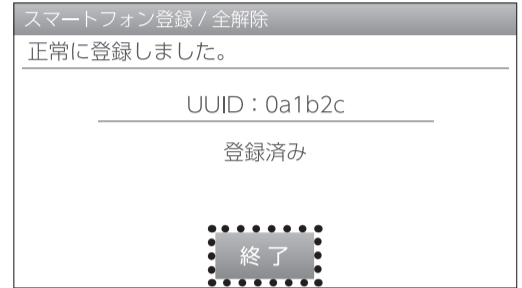 スマートフォン登録 / 全解除
正常に登録しました。
UUID：0a1b2c
登録済み
終 了